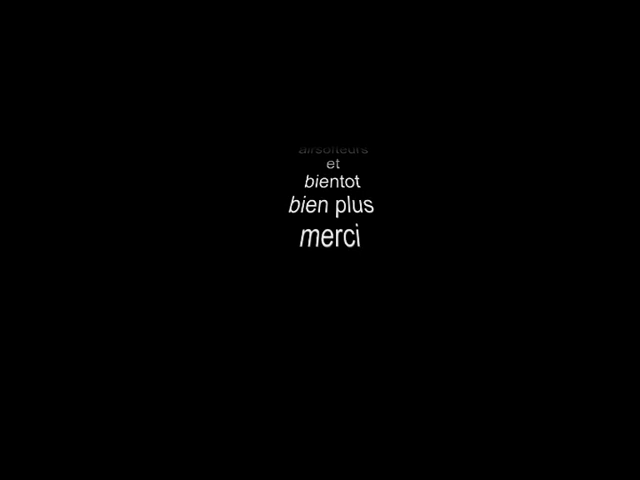 airsofteurs
et
bientot
bien plus
merci